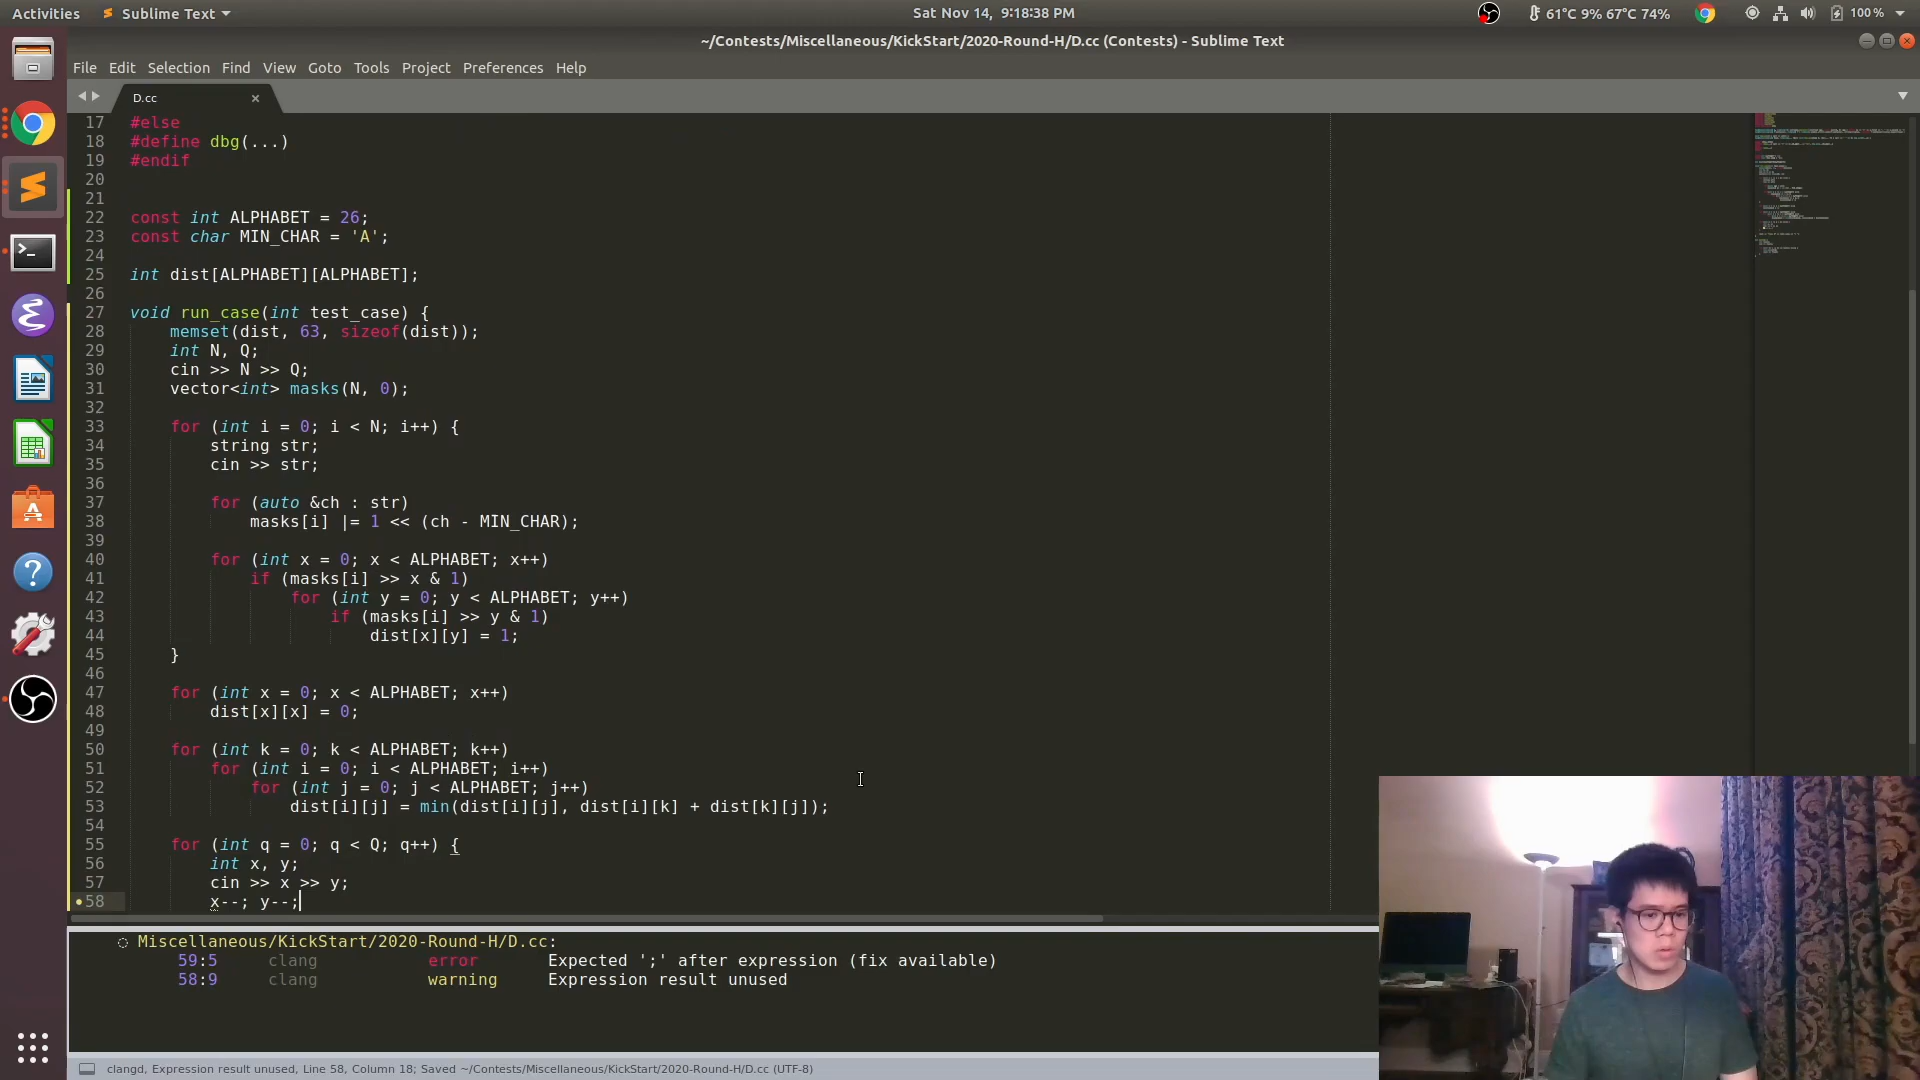 Activities
Sublime Text
Sat Nov 14, 9:18:38 PM
61°C 9% 67°C 74%
100 %
~/Contests/Miscellaneous/KickStart/2020-Round-H/D.cc (Contests) - Sublime Text
File Edit Selection Find View Goto Tools Project Preferences Help
D.cc ×
17 #else
18 #define dbg(...)
19 #endif
20
21
22 const int ALPHABET = 26;
23 const char MIN_CHAR = 'A';
24
25 int dist[ALPHABET][ALPHABET];
26
27 void run_case(int test_case) {
28 memset(dist, 63, sizeof(dist));
29 int N, Q;
30 cin >> N >> Q;
31 vector<int> masks(N, 0);
32
33 for (int i = 0; i < N; i++) {
34 string str;
35 cin >> str;
36
37 for (auto &ch : str)
38 masks[i] |= 1 << (ch - MIN_CHAR);
39
40 for (int x = 0; x < ALPHABET; x++)
41 if (masks[i] >> x & 1)
42 for (int y = 0; y < ALPHABET; y++)
43 if (masks[i] >> y & 1)
44 dist[x][y] = 1;
45 }
46
47 for (int x = 0; x < ALPHABET; x++)
48 dist[x][x] = 0;
49
50 for (int k = 0; k < ALPHABET; k++)
51 for (int i = 0; i < ALPHABET; i++)
52 for (int j = 0; j < ALPHABET; j++)
53 dist[i][j] = min(dist[i][j], dist[i][k] + dist[k][j]);
54
55 for (int q = 0; q < Q; q++) {
56 int x, y;
57 cin >> x >> y;
58 x--; y--;
Miscellaneous/KickStart/2020-Round-H/D.cc:
59:5 clang error Expected ';' after expression (fix available)
58:9 clang warning Expression result unused
clangd, Expression result unused, Line 58, Column 18; Saved ~/Contests/Miscellaneous/KickStart/2020-Round-H/D.cc (UTF-8)